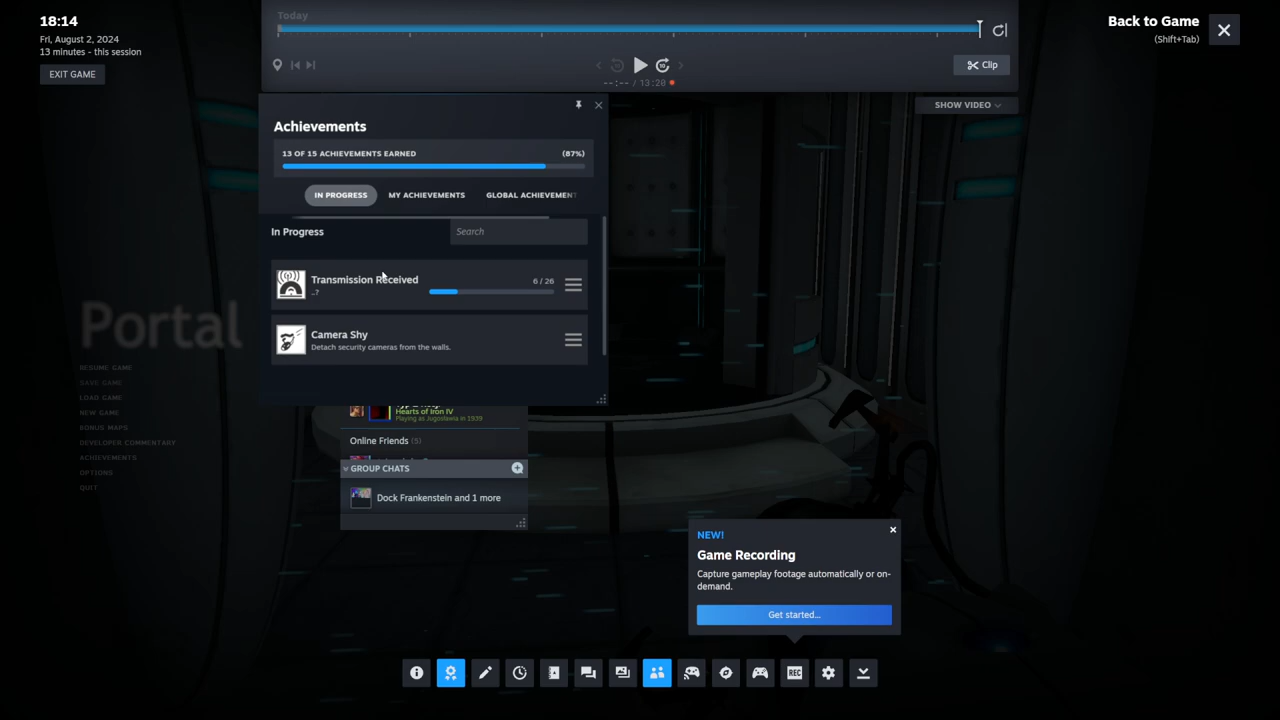 18:14
Fri, August 2, 2024
13 minutes - this session
EXIT GAME
Today
Back to Game
(Shift+Tab)
Clip
--:-- / 13:20
SHOW VIDEO
Achievements
13 OF 15 ACHIEVEMENTS EARNED (87%)
IN PROGRESS MY ACHIEVEMENTS GLOBAL ACHIEVEMENT
In Progress
Search
Transmission Received
6 / 26
..?
Camera Shy
Detach security cameras from the walls.
Portal
RESUME GAME
SAVE GAME
LOAD GAME
NEW GAME
BONUS MAPS
DEVELOPER COMMENTARY
ACHIEVEMENTS
OPTIONS
QUIT
Hearts of Iron IV
Playing as Jugoslawia in 1939
Online Friends (5)
GROUP CHATS
Dock Frankenstein and 1 more
NEW!
Game Recording
Capture gameplay footage automatically or on-
demand.
Get started...
REC